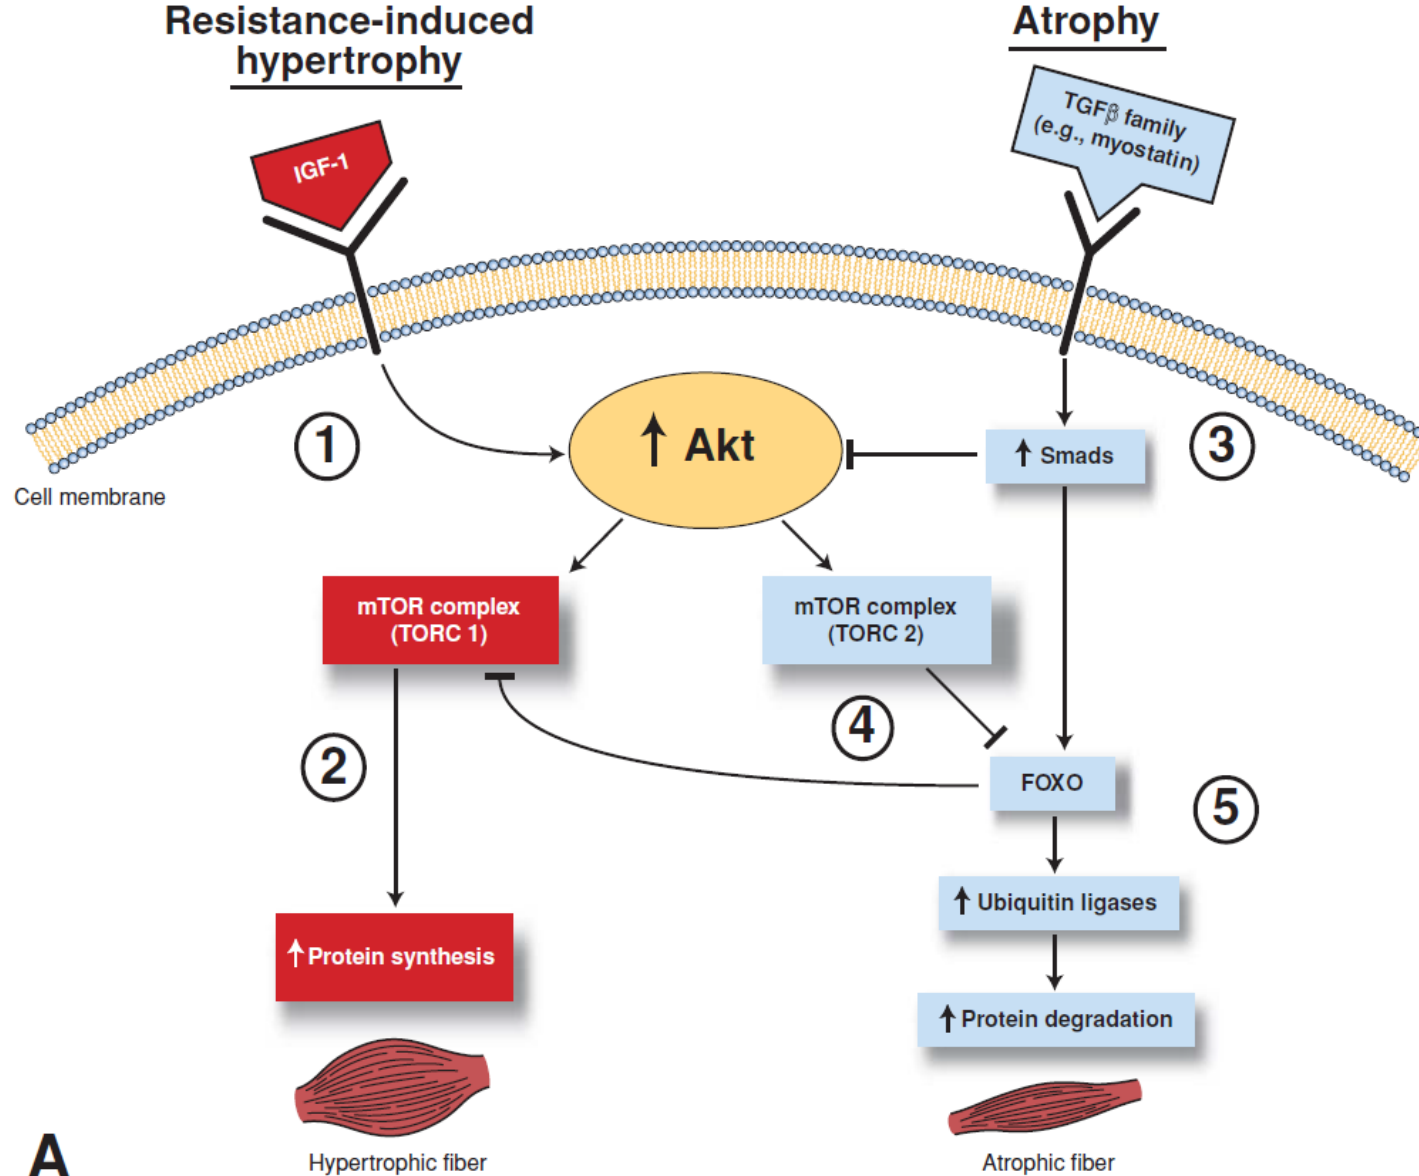 Resistance-induced
hypertrophy
Atrophy
IGF-1
TGFβ family
(e.g., myostatin)
1
↑ Akt
↑ Smads
3
Cell membrane
mTOR complex
(TORC 1)
mTOR complex
(TORC 2)
2
4
FOXO
5
↑ Ubiquitin ligases
↑ Protein synthesis
↑ Protein degradation
Hypertrophic fiber
Atrophic fiber
A